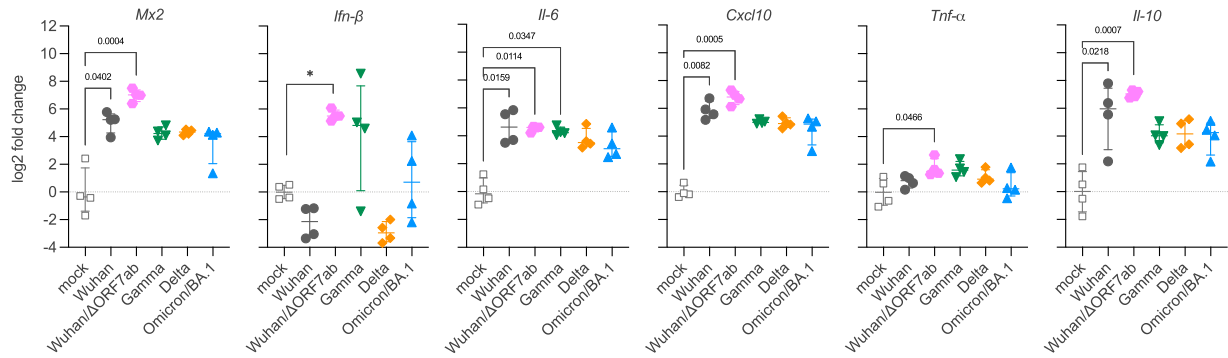 Mx2
Ifn-β
Il-6
Cxcl10
Tnf-α
Il-10
log2 fold change
12
10
8
6
4
2
0
-2
-4
0.0004
0.0402
*
0.0347
0.0114
0.0159
0.0005
0.0082
0.0466
0.0007
0.0218
mock
Wuhan
Wuhan/ΔORF7ab
Gamma
Delta
Omicron/BA.1
mock
Wuhan
Wuhan/ΔORF7ab
Gamma
Delta
Omicron/BA.1
mock
Wuhan
Wuhan/ΔORF7ab
Gamma
Delta
Omicron/BA.1
mock
Wuhan
Wuhan/ΔORF7ab
Gamma
Delta
Omicron/BA.1
mock
Wuhan
Wuhan/ΔORF7ab
Gamma
Delta
Omicron/BA.1
mock
Wuhan
Wuhan/ΔORF7ab
Gamma
Delta
Omicron/BA.1